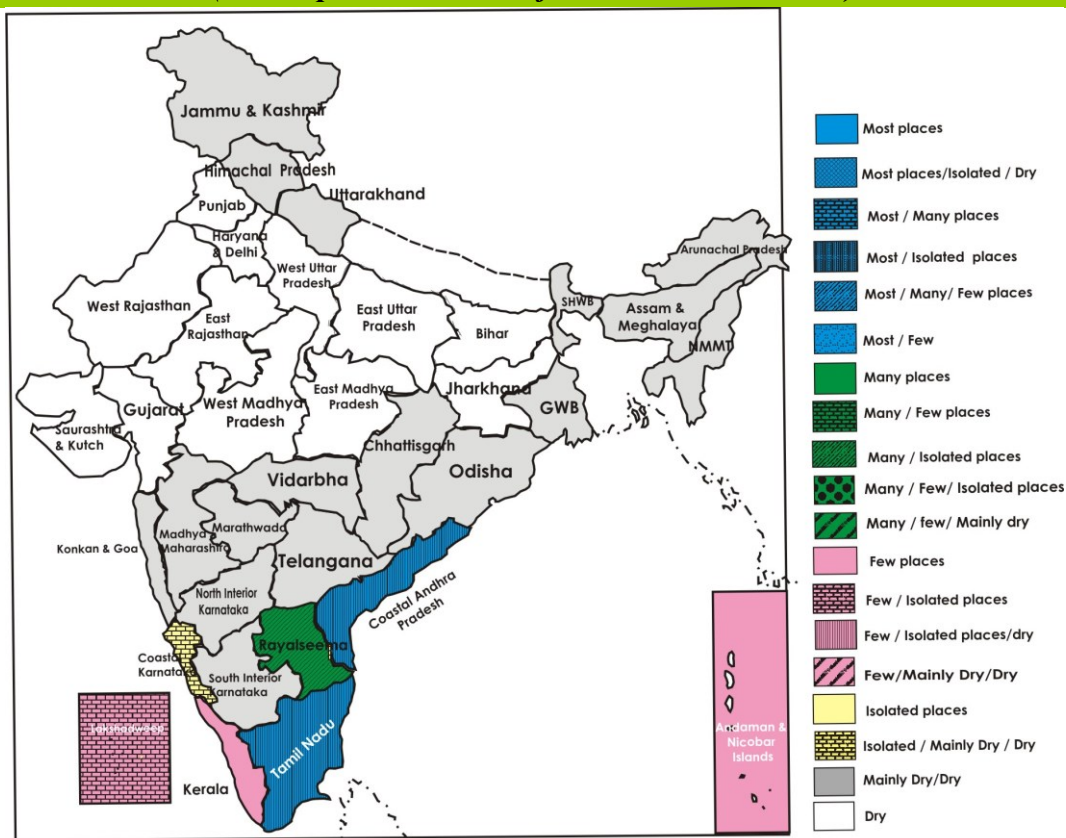 Jammu & Kashmir
Himachal Pradesh
Uttarakhand
Punjab
Haryana
& Delhi
West Uttar
Pradesh
Arunachal Pradesh
West Rajasthan
East
Rajasthan
East Uttar
Pradesh
SHWB
Assam &
Meghalaya
Bihar
NMMT
Gujarat
West Madhya
Pradesh
East Madhya
Pradesh
Jharkhand
GWB
Saurashtra
& Kutch
Chhattisgarh
Vidarbha
Odisha
Konkan & Goa
Madhya
Maharashtra
Marathwada
Telangana
North Interior
Karnataka
Coastal Andhra
Pradesh
Rayalseema
Coastal
Karnataka
South Interior
Karnataka
Lakshadweep
Kerala
Tamil Nadu
Andaman &
Nicobar
Islands
Most places
Most places/Isolated / Dry
Most / Many places
Most / Isolated places
Most / Many/ Few places
Most / Few
Many places
Many / Few places
Many / Isolated places
Many / Few/ Isolated places
Many / few/ Mainly dry
Few places
Few / Isolated places
Few / Isolated places/dry
Few/Mainly Dry/Dry
Isolated places
Isolated / Mainly Dry / Dry
Mainly Dry/Dry
Dry